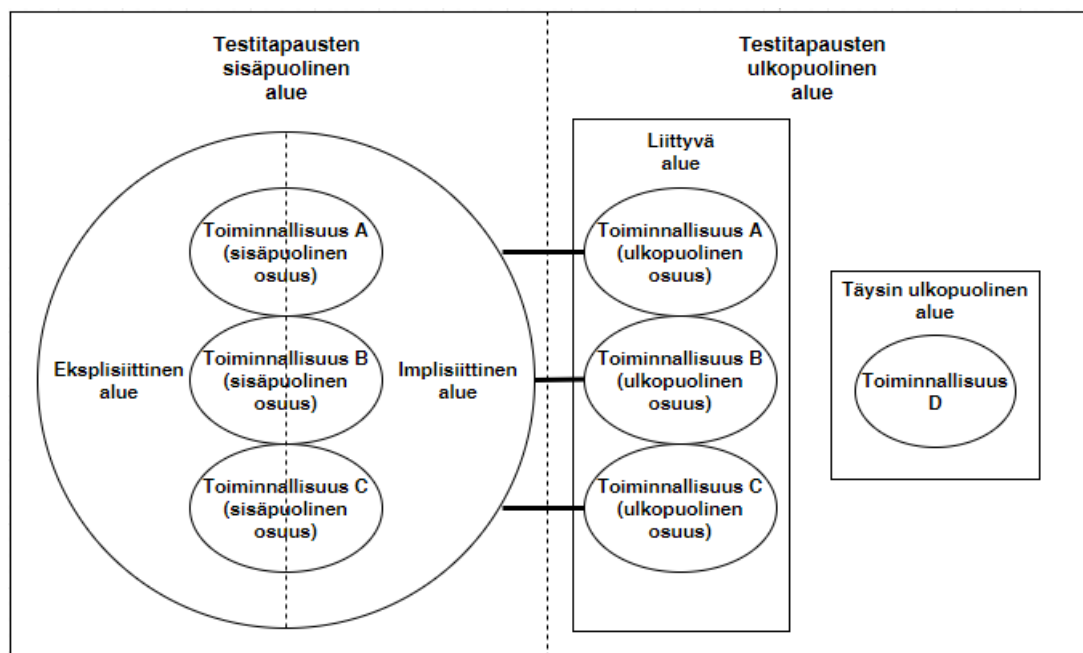 Testitapausten
sisäpuolinen
alue
Testitapausten
ulkopuolinen
alue
Liittyvä
alue
Toiminnallisuus A
(sisäpuolinen
osuus)
Toiminnallisuus A
(ulkopuolinen
osuus)
Täysin ulkopuolinen
alue
Eksplisiittinen
alue
Toiminnallisuus B
(sisäpuolinen
osuus)
Implisiittinen
alue
Toiminnallisuus B
(ulkopuolinen
osuus)
Toiminnallisuus
D
Toiminnallisuus C
(sisäpuolinen
osuus)
Toiminnallisuus C
(ulkopuolinen
osuus)